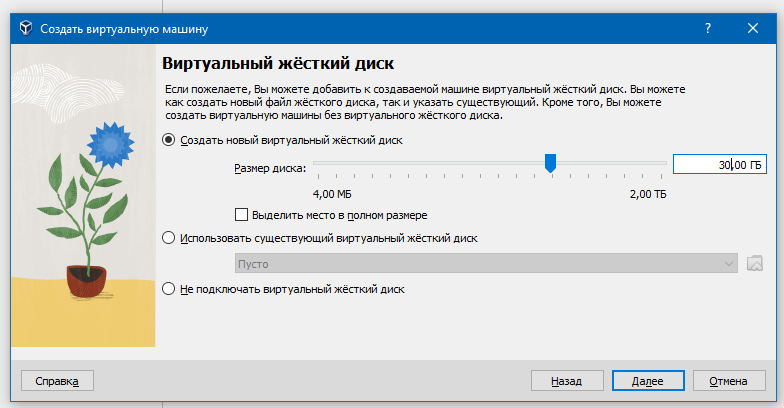 Создать виртуальную машину
Виртуальный жёсткий диск
Если пожелаете, Вы можете добавить к создаваемой машине виртуальный жёсткий диск. Вы можете
как создать новый файл жёсткого диска, так и указать существующий. Кроме того, Вы можете
создать виртуальную машины без виртуального жёсткого диска.
Создать новый виртуальный жёсткий диск
Размер диска:
30,00 ГБ
4,00 МБ
2,00 ТБ
Выделить место в полном размере
Использовать существующий виртуальный жёсткий диск
Пусто
Не подключать виртуальный жёсткий диск
Справка
Назад
Далее
Отмена